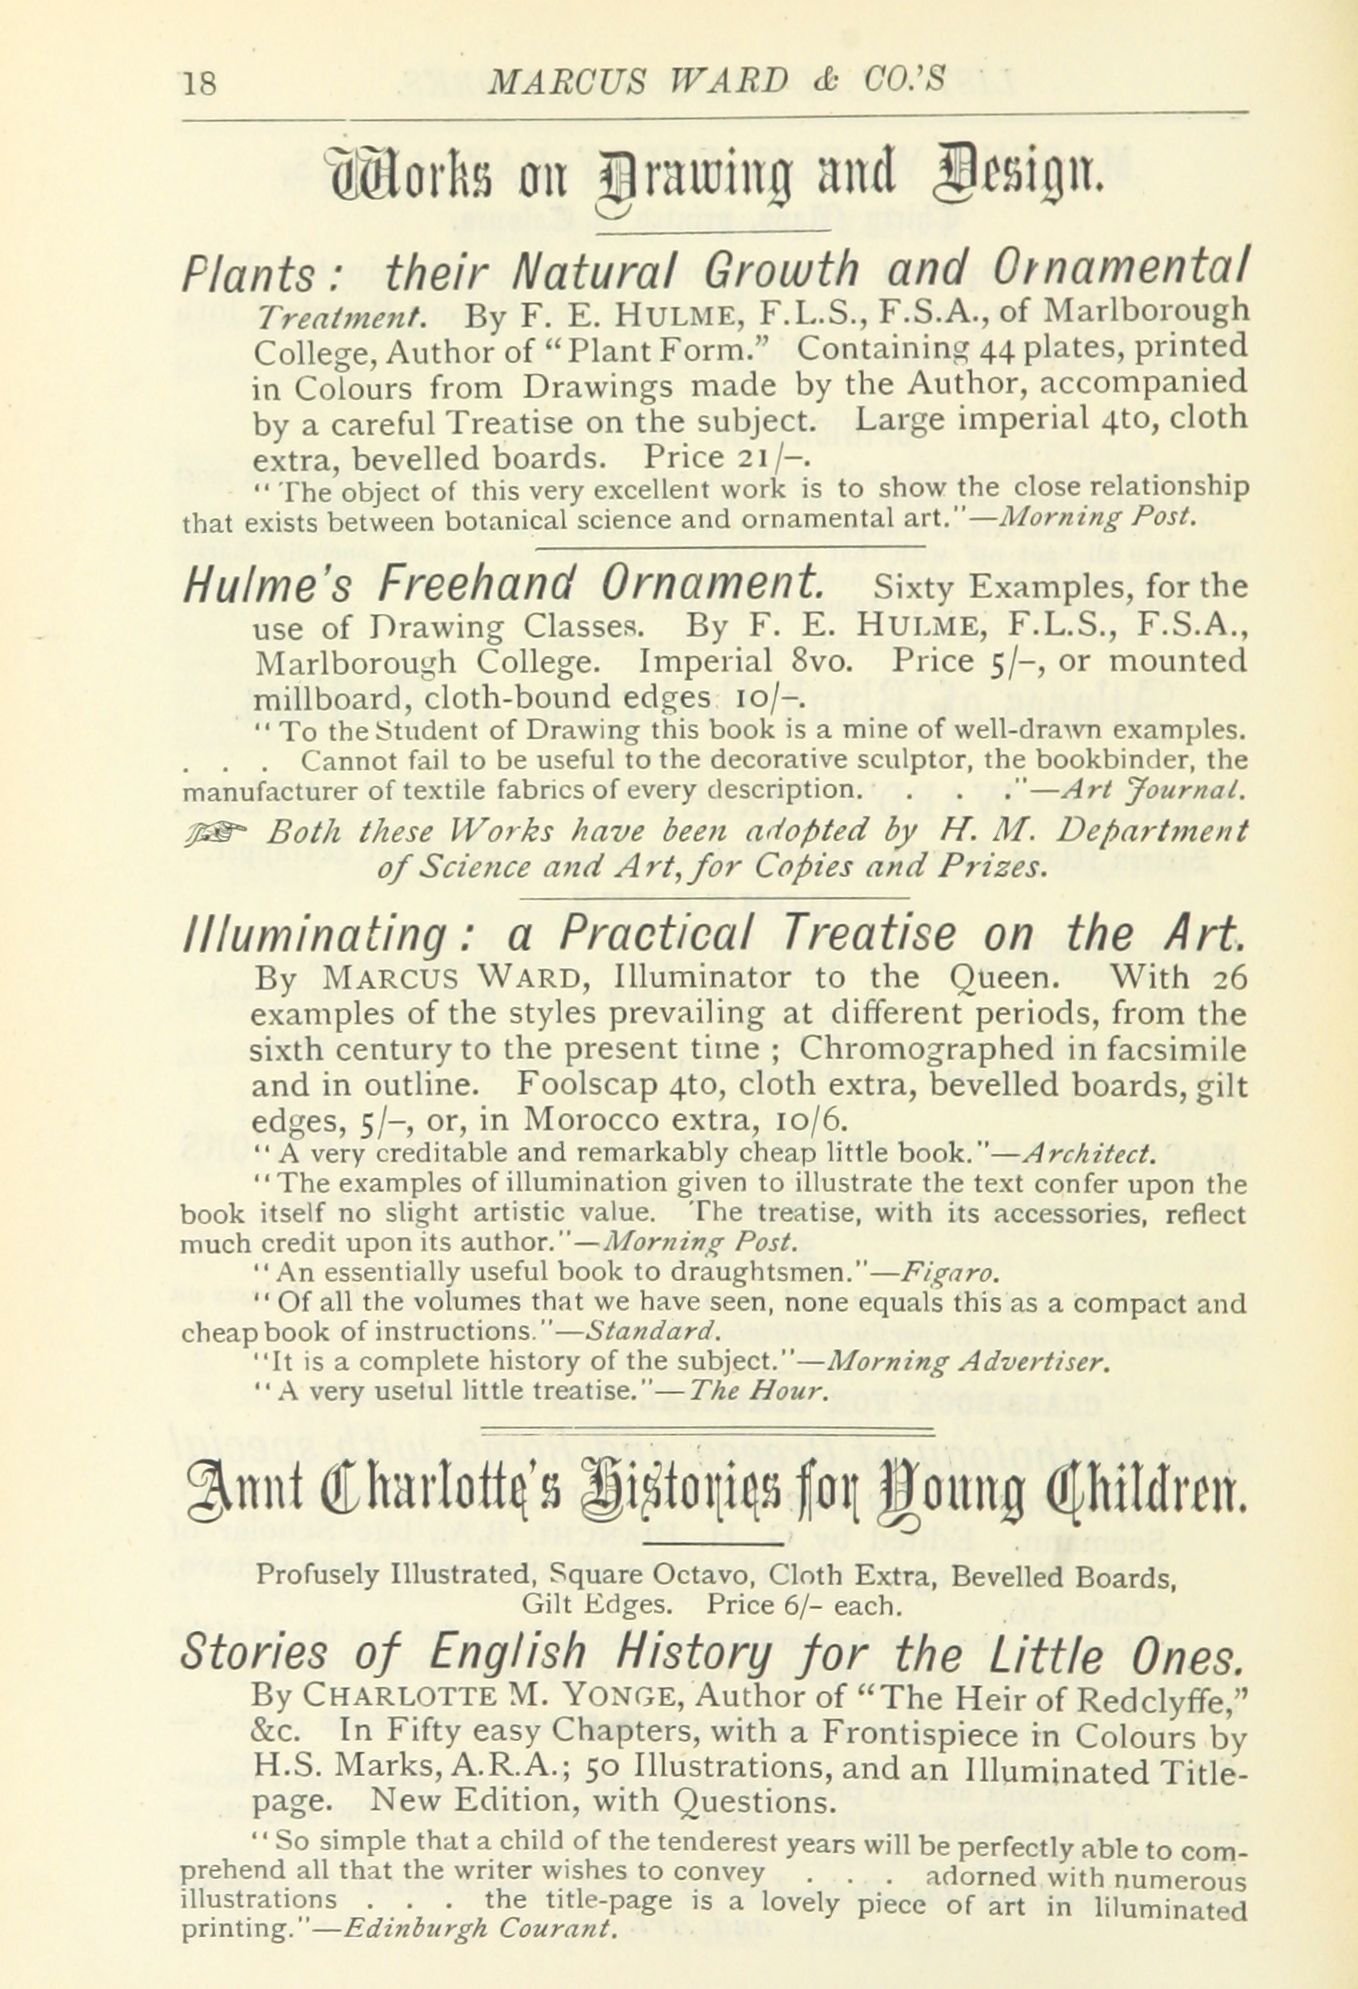 18 MARCUS WARD & CO.'S
Works on Drawing and Design.
Plants: their Natural Growth and Ornamental
Treatment. By F. E. HULME, F.L.S., F.S.A., of Marlborough
College, Author of "Plant Form." Containing 44 plates, printed
in Colours from Drawings made by the Author, accompanied
by a careful Treatise on the subject. Large imperial 4to, cloth
extra, bevelled boards. Price 21/-.
"The object of this very excellent work is to show the close relationship
that exists between botanical science and ornamental art."—Morning Post.
Hulme's Freehand Ornament. Sixty Examples, for the
use of Drawing Classes. By F. E. HULME, F.L.S., F.S.A.,
Marlborough College. Imperial 8vo. Price 5/-, or mounted
millboard, cloth-bound edges 10/-.
"To the Student of Drawing this book is a mine of well-drawn examples.
. . . Cannot fail to be useful to the decorative sculptor, the bookbinder, the
manufacturer of textile fabrics of every description. . . ."—Art Journal.
☞ Both these Works have been adopted by H. M. Department
of Science and Art, for Copies and Prizes.
Illuminating: a Practical Treatise on the Art.
By MARCUS WARD, Illuminator to the Queen. With 26
examples of the styles prevailing at different periods, from the
sixth century to the present time; Chromographed in facsimile
and in outline. Foolscap 4to, cloth extra, bevelled boards, gilt
edges, 5/-, or, in Morocco extra, 10/6.
"A very creditable and remarkably cheap little book."—Architect.
"The examples of illumination given to illustrate the text confer upon the
book itself no slight artistic value. The treatise, with its accessories, reflect
much credit upon its author."—Morning Post.
"An essentially useful book to draughtsmen."—Figaro.
"Of all the volumes that we have seen, none equals this as a compact and
cheap book of instructions."—Standard.
"It is a complete history of the subject."—Morning Advertiser.
"A very useful little treatise."—The Hour.
Aunt Charlotte's Histories for Young Children.
Profusely Illustrated, Square Octavo, Cloth Extra, Bevelled Boards,
Gilt Edges. Price 6/- each.
Stories of English History for the Little Ones.
By CHARLOTTE M. YONGE, Author of "The Heir of Redclyffe,"
&c. In Fifty easy Chapters, with a Frontispiece in Colours by
H.S. Marks, A.R.A.; 50 Illustrations, and an Illuminated Title-
page. New Edition, with Questions.
"So simple that a child of the tenderest years will be perfectly able to com-
prehend all that the writer wishes to convey . . . adorned with numerous
illustrations . . . the title-page is a lovely piece of art in liluminated
printing."—Edinburgh Courant.